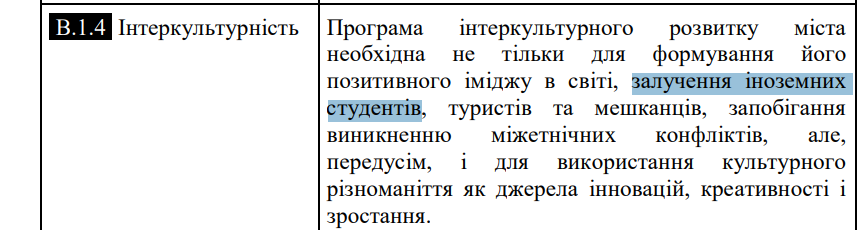 В.1.4 Інтеркультурність
Програма інтеркультурного розвитку міста
необхідна не тільки для формування його
позитивного іміджу в світі, залучення іноземних
студентів, туристів та мешканців, запобігання
виникненню міжетнічних конфліктів, але,
передусім, і для використання культурного
різноманіття як джерела інновацій, креативності і
зростання.